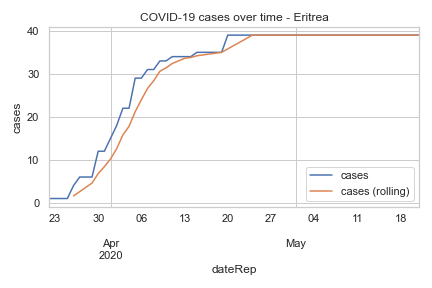 COVID-19 cases over time - Eritrea
cases
40
30
20
10
0
cases
cases (rolling)
23 30 06 13 20 27 04 11 18
Apr May
2020
dateRep